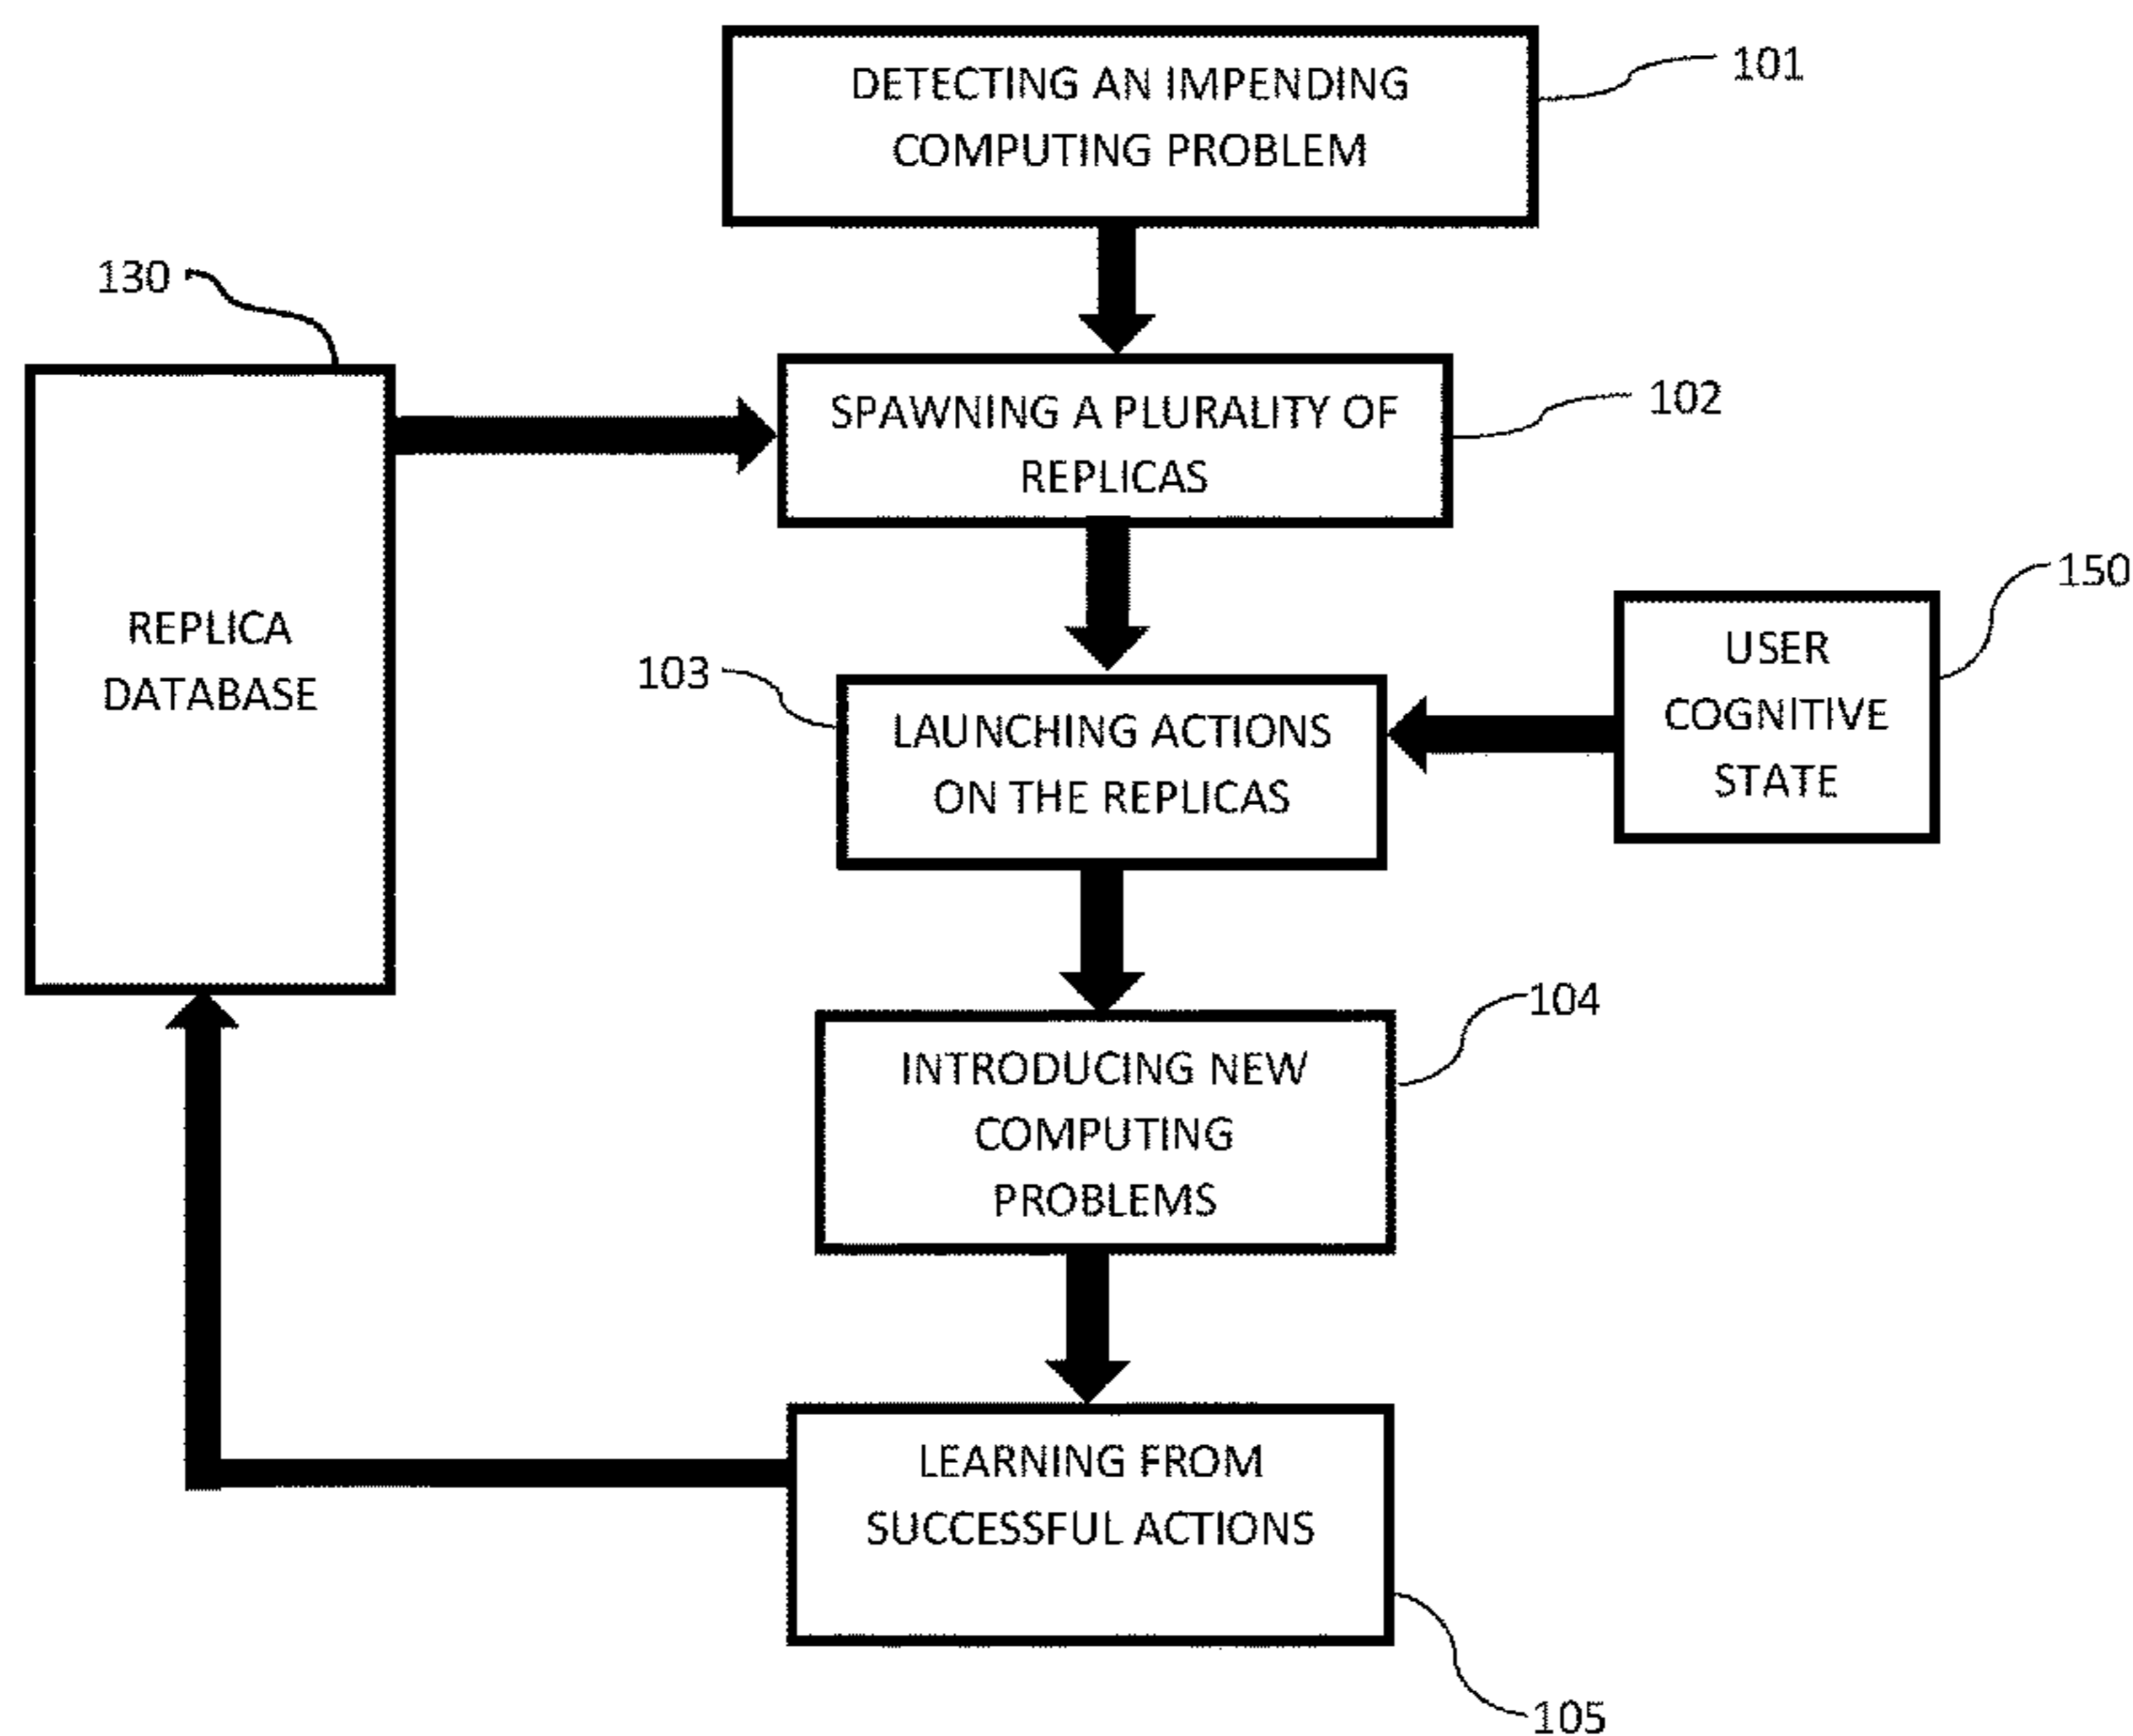 DETECTING AN IMPENDING
COMPUTING PROBLEM
101
130
SPAWNING A PLURALITY OF
REPLICAS
102
REPLICA
DATABASE
103
LAUNCHING ACTIONS
ON THE REPLICAS
150
USER
COGNITIVE
STATE
104
INTRODUCING NEW
COMPUTING
PROBLEMS
LEARNING FROM
SUCCESSFUL ACTIONS
105